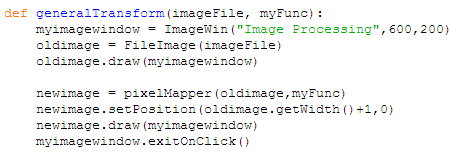 def generalTransform(imageFile, myFunc):
    myimagewindow = ImageWin("Image Processing",600,200)
    oldimage = FileImage(imageFile)
    oldimage.draw(myimagewindow)

    newimage = pixelMapper(oldimage,myFunc)
    newimage.setPosition(oldimage.getWidth()+1,0)
    newimage.draw(myimagewindow)
    myimagewindow.exitOnClick()